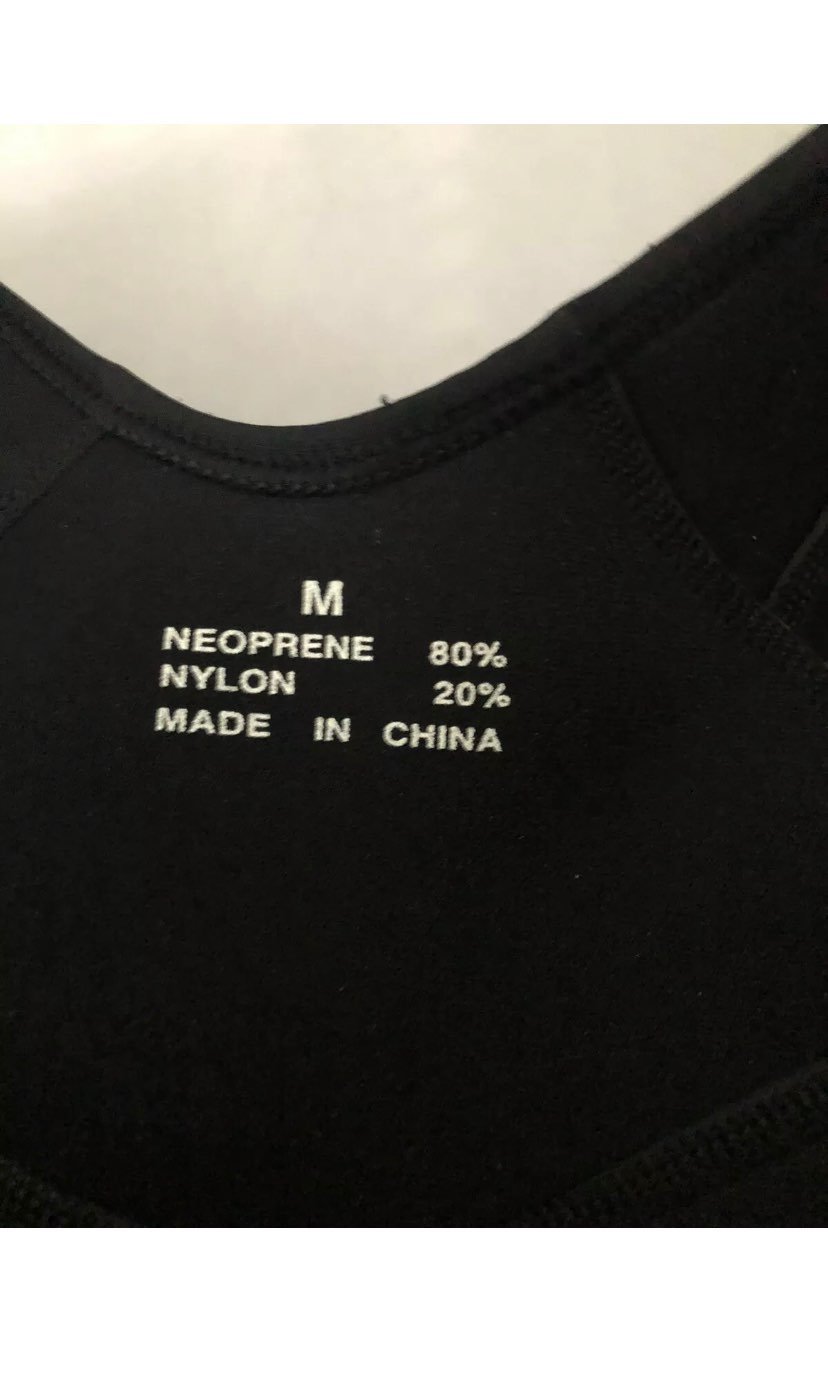 M
NEOPRENE 80%
NYLON 20%
MADE IN CHINA